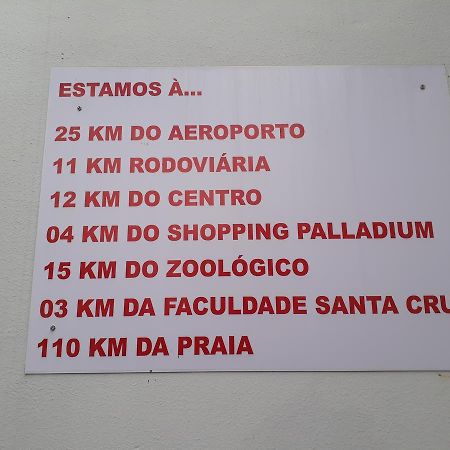 ESTAMOS À...
25 KM DO AEROPORTO
11 KM RODOVIÁRIA
12 KM DO CENTRO
04 KM DO SHOPPING PALLADIUM
15 KM DO ZOOLÓGICO
03 KM DA FACULDADE SANTA CRU
110 KM DA PRAIA